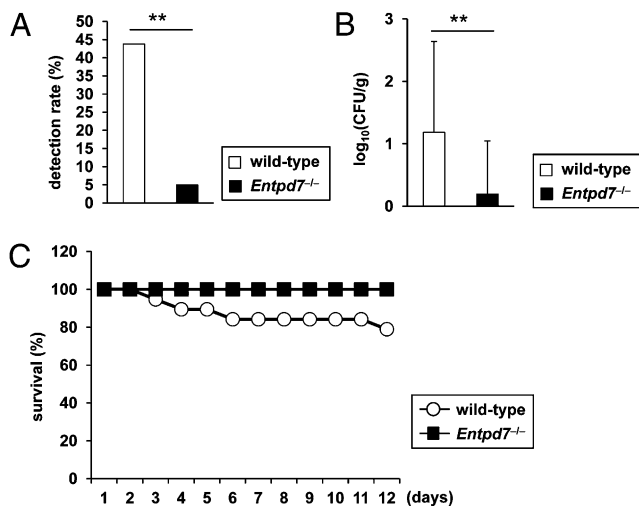 A
**
50
45
40
35
30
25
20
15
10
5
0
detection rate (%)
wild-type
Entpd7–/–
B
**
3
2
1
0
log10(CFU/g)
wild-type
Entpd7–/–
C
120
100
80
60
40
20
0
survival (%)
1 2 3 4 5 6 7 8 9 10 11 12 (days)
wild-type
Entpd7–/–